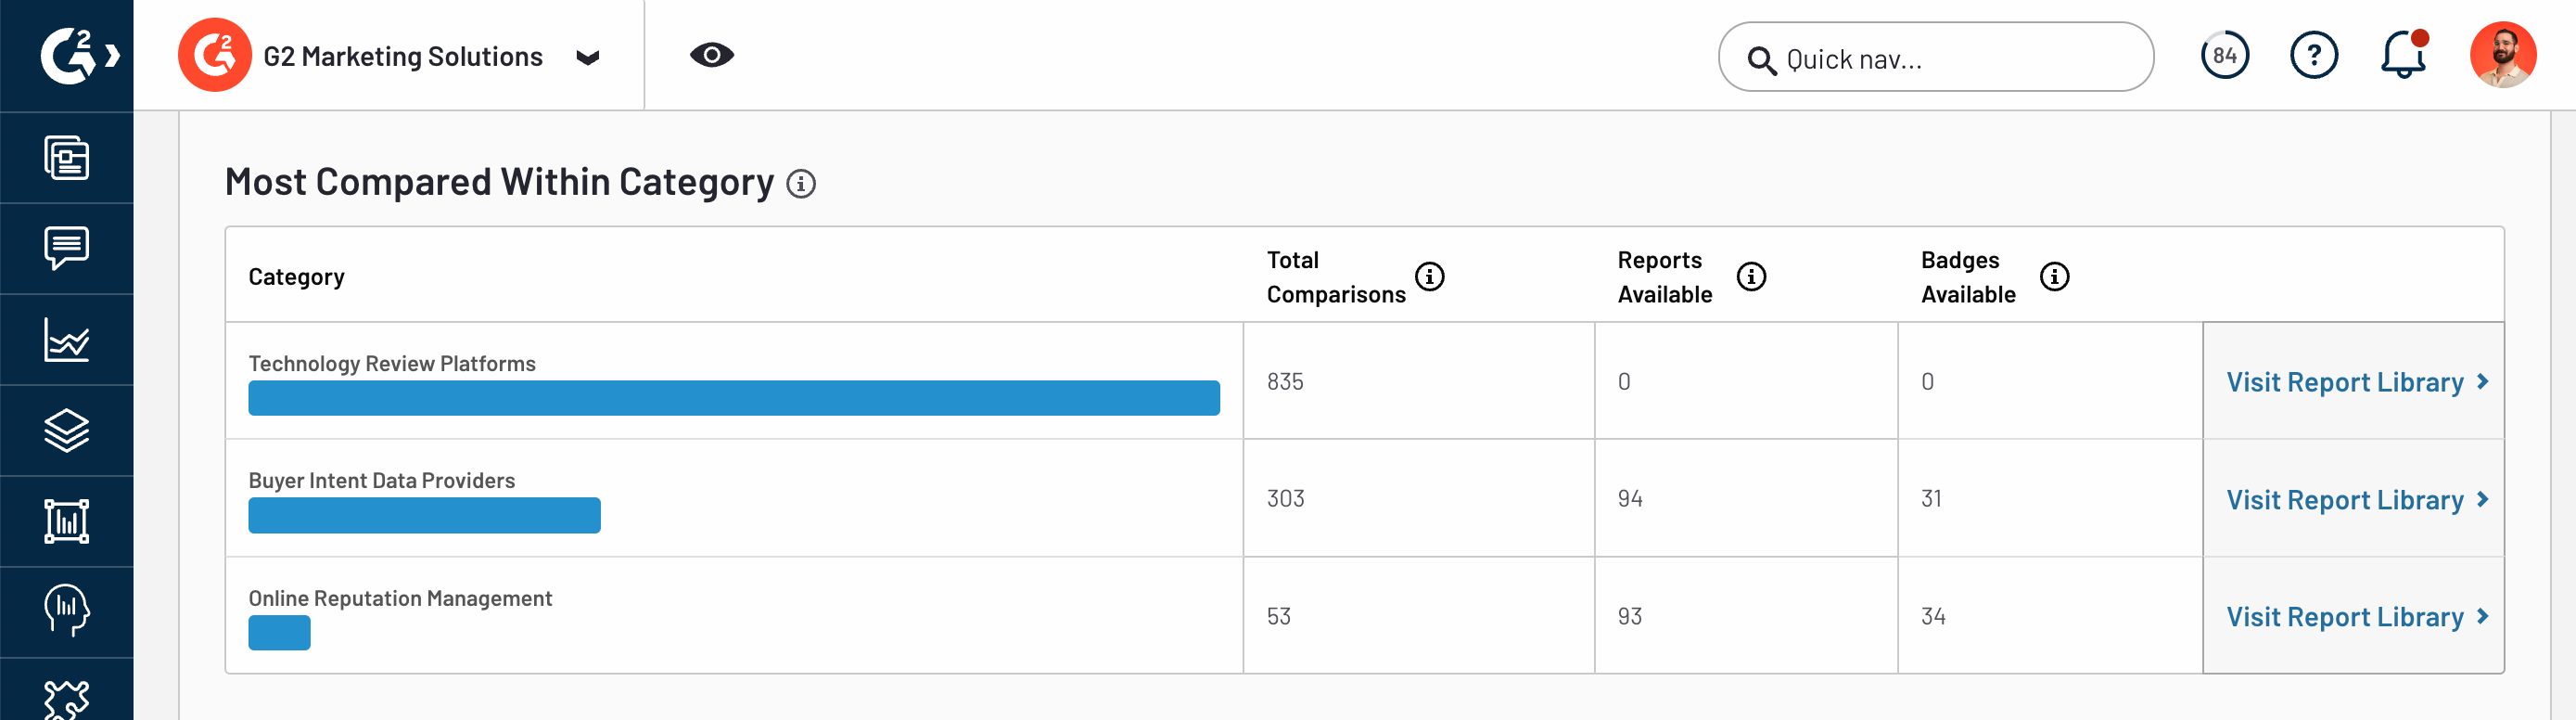 G2 Marketing Solutions
Quick nav...
84
?
Most Compared Within Category
Category
Total Comparisons
Reports Available
Badges Available
Technology Review Platforms
835
0
0
Visit Report Library
Buyer Intent Data Providers
303
94
31
Visit Report Library
Online Reputation Management
53
93
34
Visit Report Library